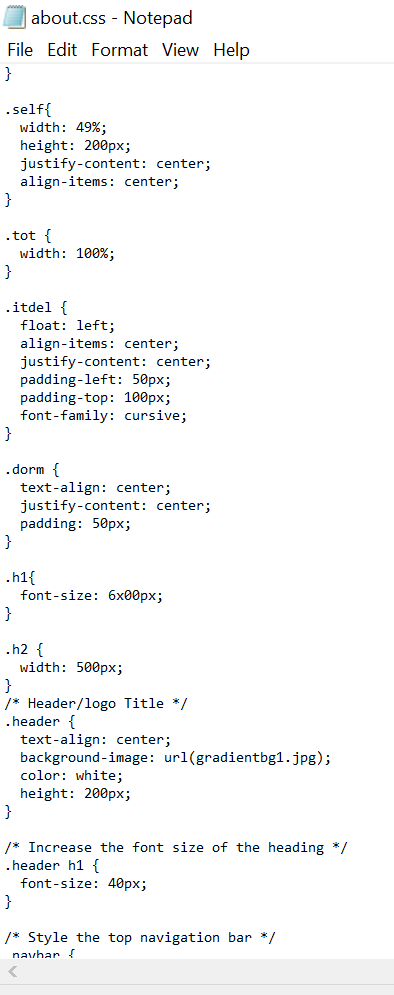 about.css - Notepad
File Edit Format View Help
}

.self{
  width: 49%;
  height: 200px;
  justify-content: center;
  align-items: center;
}

.tot {
  width: 100%;
}

.itdel {
  float: left;
  align-items: center;
  justify-content: center;
  padding-left: 50px;
  padding-top: 100px;
  font-family: cursive;
}

.dorm {
  text-align: center;
  justify-content: center;
  padding: 50px;
}

.h1{
  font-size: 6x00px;
}

.h2 {
  width: 500px;
}
/* Header/logo Title */
.header {
  text-align: center;
  background-image: url(gradientbg1.jpg);
  color: white;
  height: 200px;
}

/* Increase the font size of the heading */
.header h1 {
  font-size: 40px;
}

/* Style the top navigation bar */
.navbar {